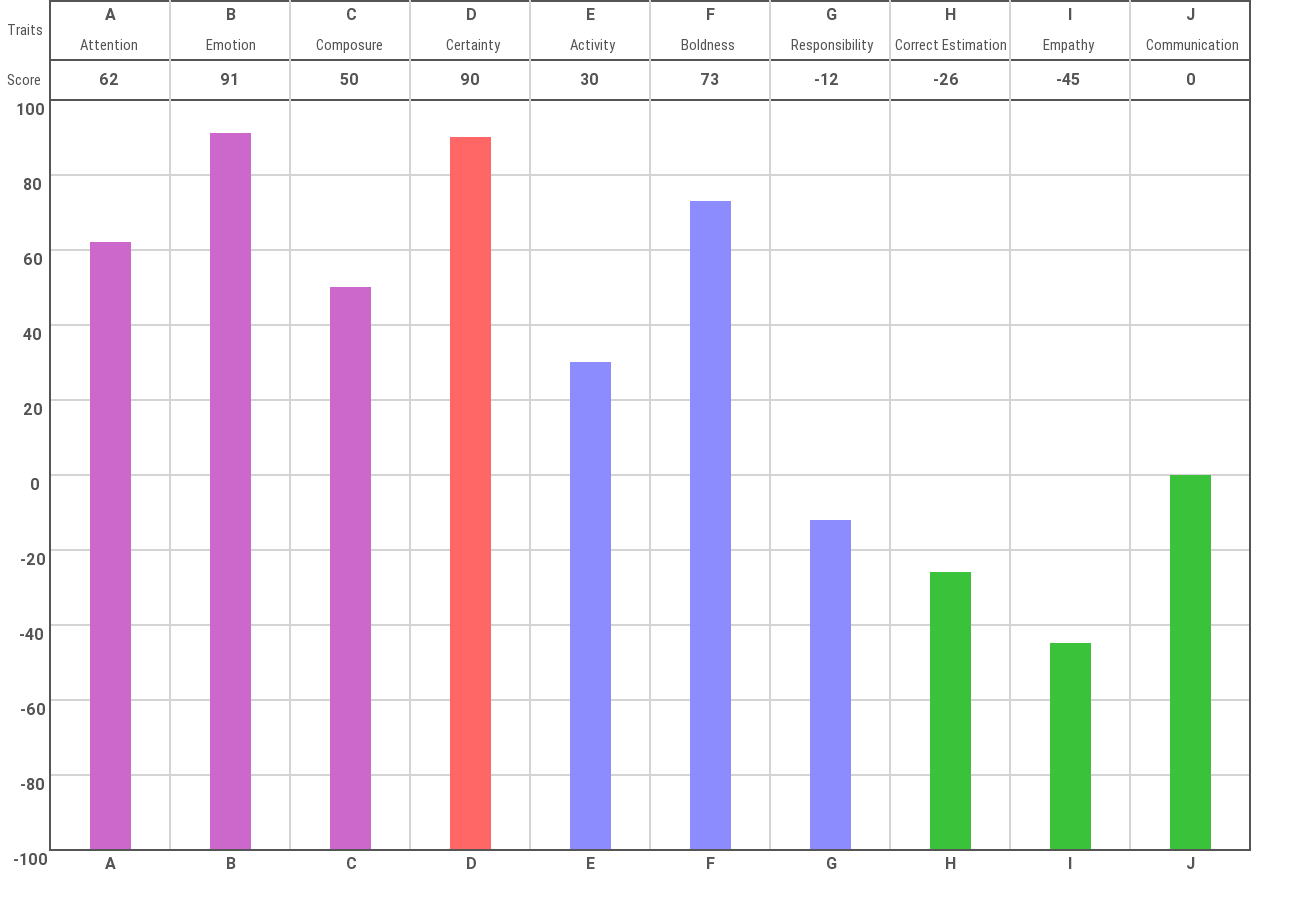 Traits
A B C D E F G H I J
Attention Emotion Composure Certainty Activity Boldness Responsibility Correct Estimation Empathy Communication
Score 62 91 50 90 30 73 -12 -26 -45 0
100
80
60
40
20
0
-20
-40
-60
-80
-100
A B C D E F G H I J